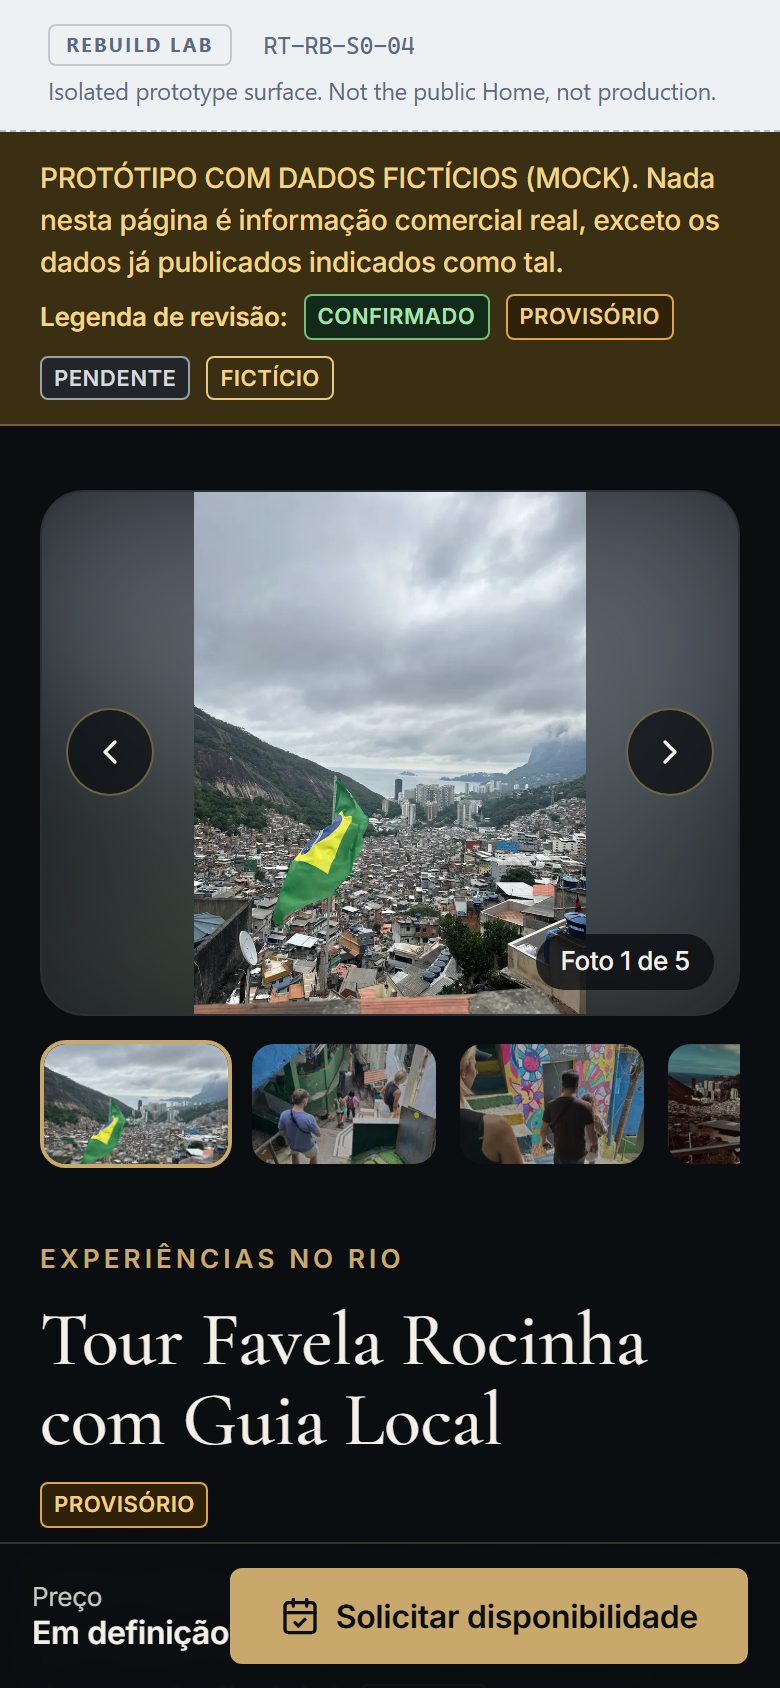 REBUILD LAB RT-RB-S0-04
Isolated prototype surface. Not the public Home, not production.
PROTÓTIPO COM DADOS FICTÍCIOS (MOCK). Nada
nesta página é informação comercial real, exceto os
dados já publicados indicados como tal.
Legenda de revisão: CONFIRMADO PROVISÓRIO
PENDENTE FICTÍCIO
Foto 1 de 5
EXPERIÊNCIAS NO RIO
Tour Favela Rocinha
com Guia Local
PROVISÓRIO
Preço
Em definição
Solicitar disponibilidade